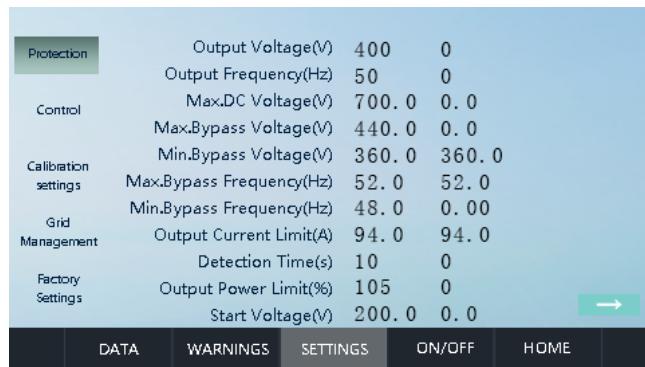 Protection
Control
Calibration
settings
Grid
Management
Factory
Settings
Output Voltage(V) 400 0
Output Frequency(Hz) 50 0
Max.DC Voltage(V) 700.0 0.0
Max.Bypass Voltage(V) 440.0 0.0
Min.Bypass Voltage(V) 360.0 360.0
Max.Bypass Frequency(Hz) 52.0 52.0
Min.Bypass Frequency(Hz) 48.0 0.00
Output Current Limit(A) 94.0 94.0
Detection Time(s) 10 0
Output Power Limit(%) 105 0
Start Voltage(V) 200.0 0.0
→
DATA WARNINGS SETTINGS ON/OFF HOME